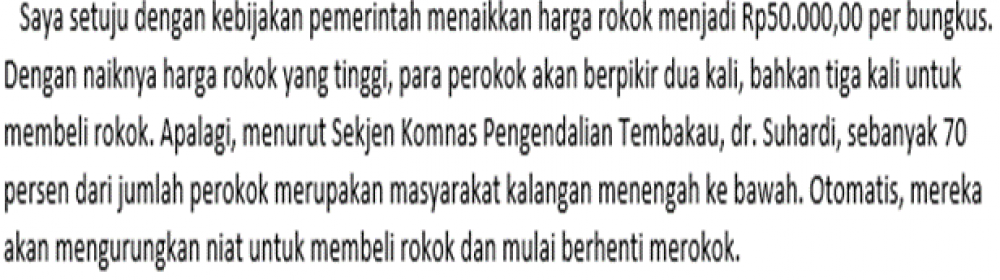 Saya setuju dengan kebijakan pemerintah menaikkan harga rokok menjadi Rp50.000,00 per bungkus.
Dengan naiknya harga rokok yang tinggi, para perokok akan berpikir dua kali, bahkan tiga kali untuk
membeli rokok. Apalagi, menurut Sekjen Komnas Pengendalian Tembakau, dr. Suhardi, sebanyak 70
persen dari jumlah perokok merupakan masyarakat kalangan menengah ke bawah. Otomatis, mereka
akan mengurungkan niat untuk membeli rokok dan mulai berhenti merokok.